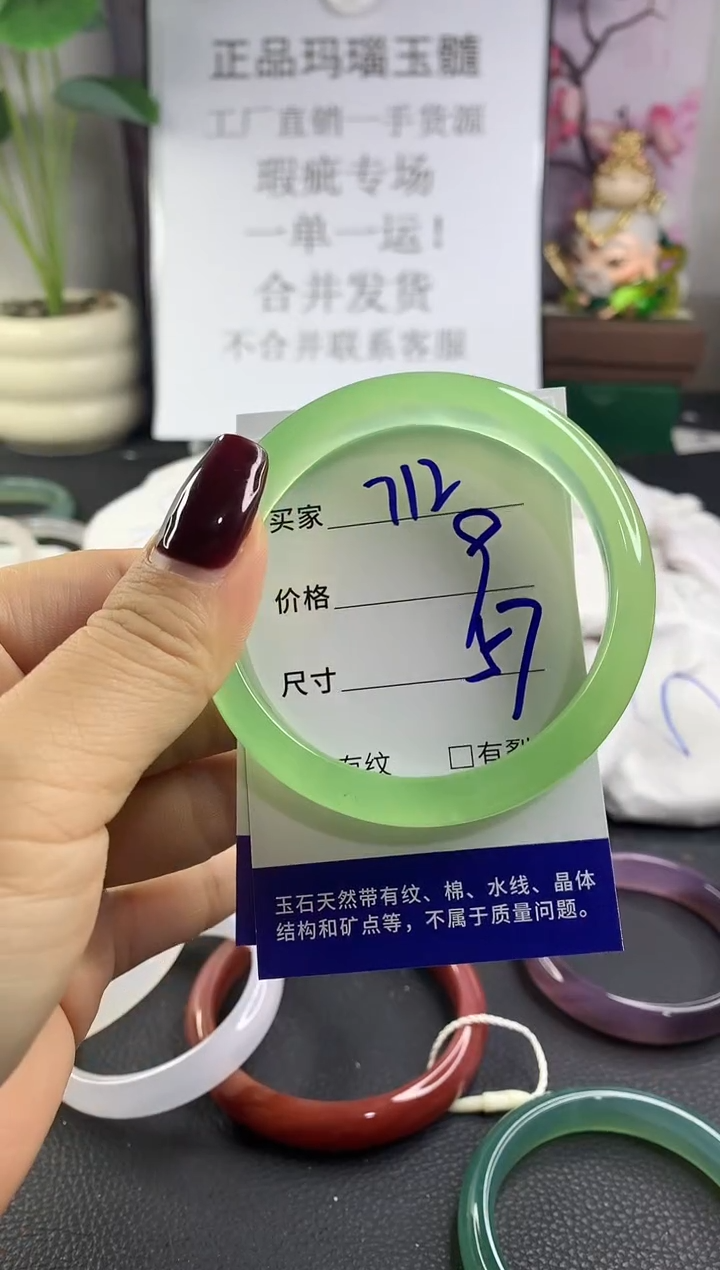 正品玛瑙玉髓
工厂直销一手货源
瑕疵专场
一单一运!
合并发货
不合并联系客服
买家 712
价格 9
尺寸 57
有纹 □有裂
玉石天然带有纹、棉、水线、晶体
结构和矿点等，不属于质量问题。